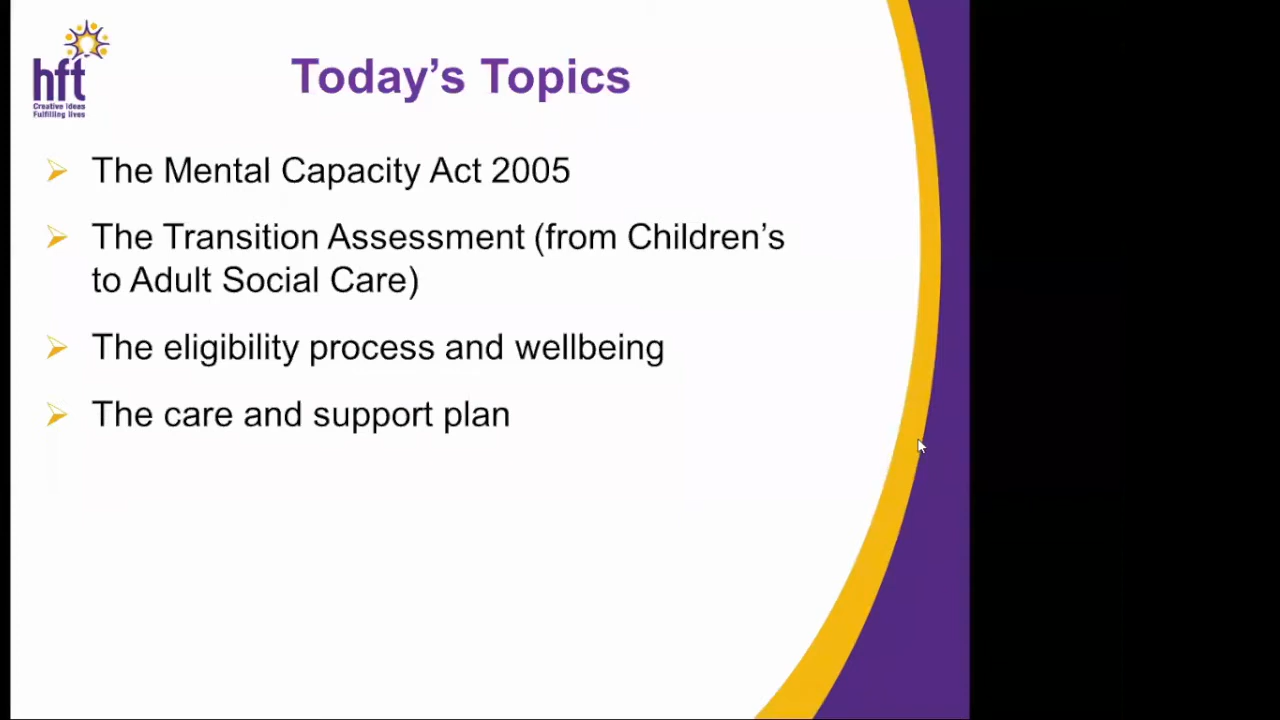 hft
Creative Ideas
Fulfilling lives
Today's Topics
The Mental Capacity Act 2005
The Transition Assessment (from Children's
to Adult Social Care)
The eligibility process and wellbeing
The care and support plan